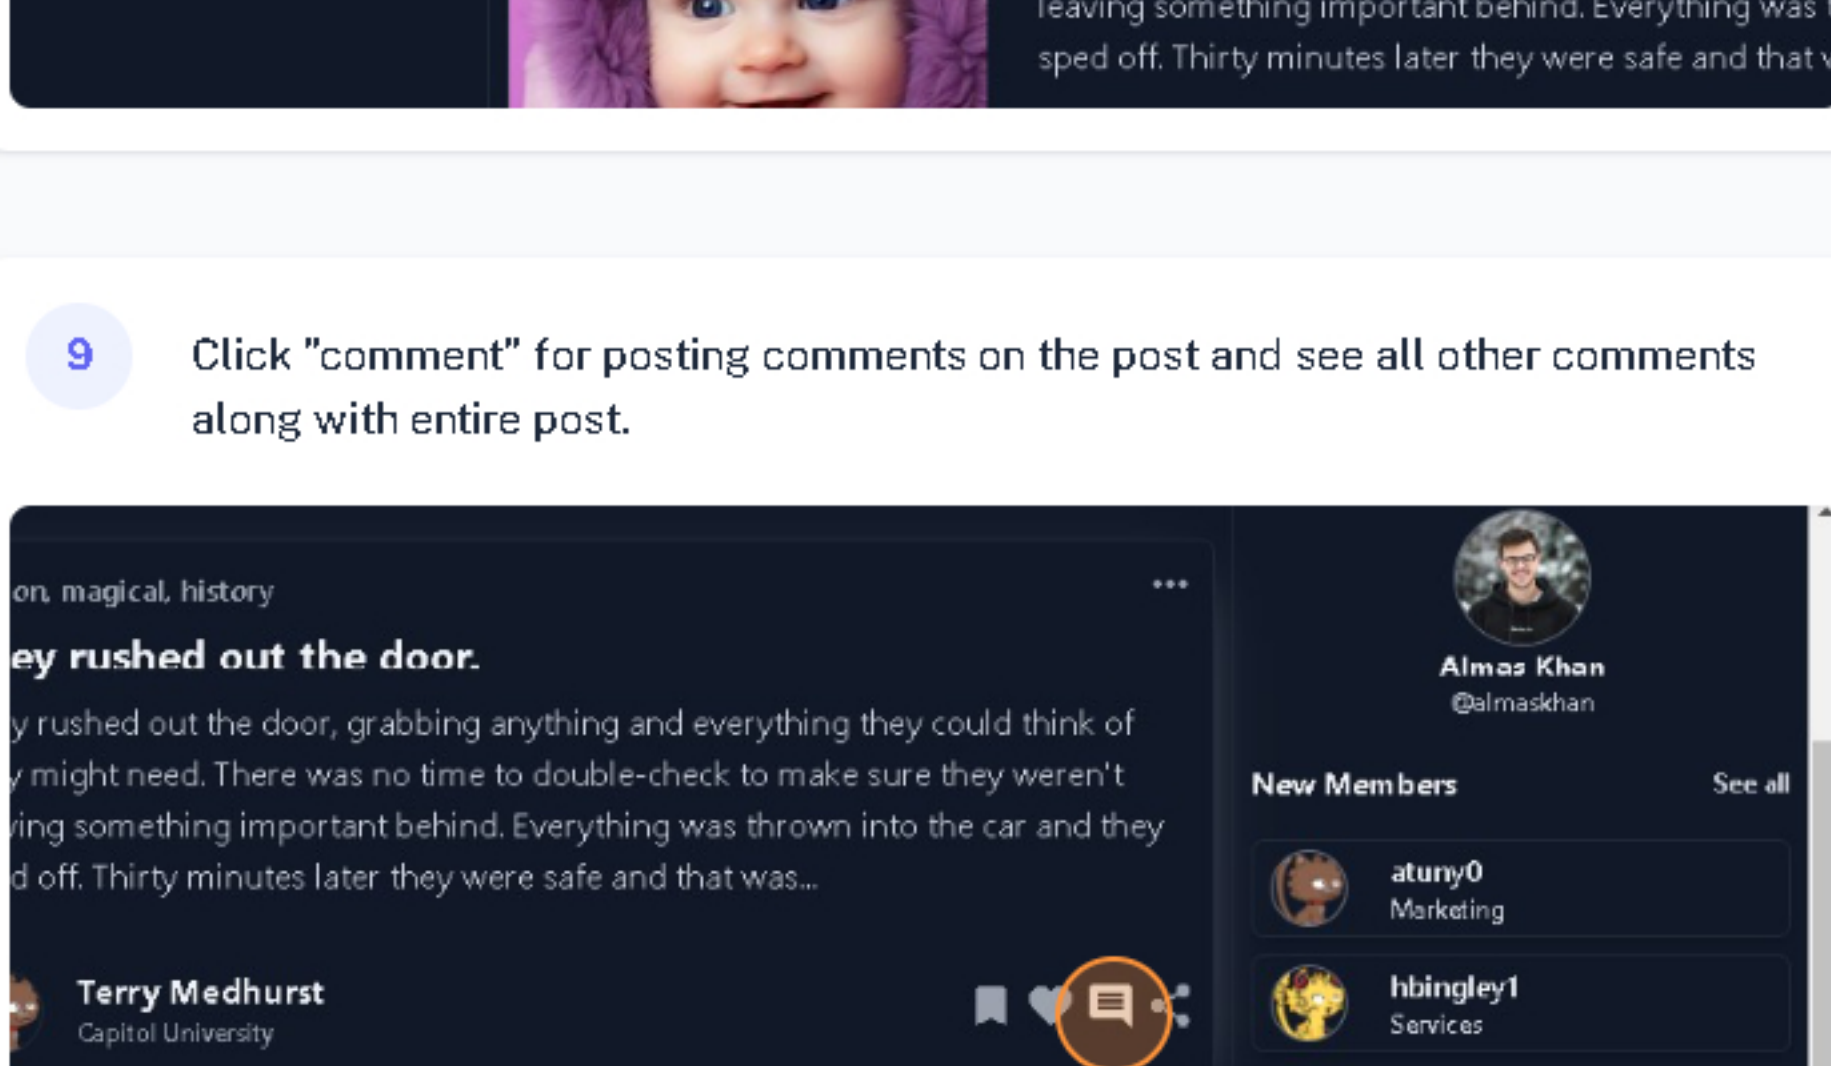 leaving something important behind. Everything was
sped off. Thirty minutes later they were safe and that
9
Click "comment" for posting comments on the post and see all other comments
along with entire post.
on, magical, history
ey rushed out the door.
y rushed out the door, grabbing anything and everything they could think of
y might need. There was no time to double-check to make sure they weren't
ving something important behind. Everything was thrown into the car and they
d off. Thirty minutes later they were safe and that was...
Terry Medhurst
Capitol University
Almas Khan
@almaskhan
New Members
See all
atuny0
Marketing
hbingley1
Services